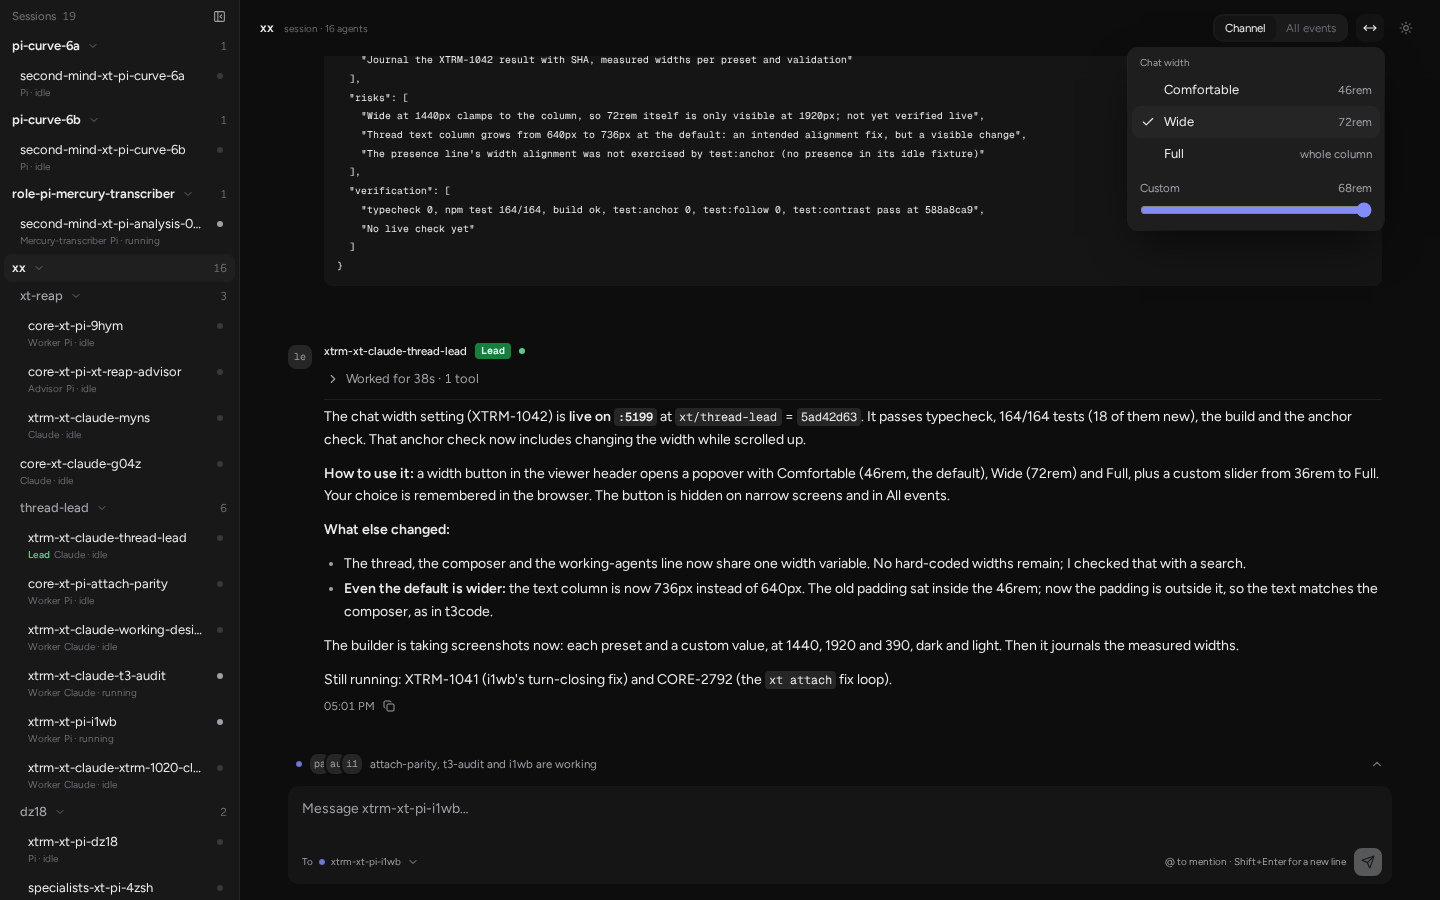 Sessions 19
pi-curve-6a 1
second-mind-xt-pi-curve-6a
Pi · idle
pi-curve-6b 1
second-mind-xt-pi-curve-6b
Pi · idle
role-pi-mercury-transcriber 1
second-mind-xt-pi-analysis-0...
Mercury-transcriber Pi · running
xx 16
xt-reap 3
core-xt-pi-9hym
Worker Pi · idle
core-xt-pi-xt-reap-advisor
Advisor Pi · idle
xtrm-xt-claude-myns
Claude · idle
core-xt-claude-g04z
Claude · idle
thread-lead 6
xtrm-xt-claude-thread-lead
Lead Claude · idle
core-xt-pi-attach-parity
Worker Pi · idle
xtrm-xt-claude-working-desi...
Worker Claude · idle
xtrm-xt-claude-t3-audit
Worker Claude · running
xtrm-xt-pi-i1wb
Worker Pi · running
xtrm-xt-claude-xtrm-1020-cl...
Worker Claude · idle
dz18 2
xtrm-xt-pi-dz18
Pi · idle
specialists-xt-pi-4zsh
xx session · 16 agents
Channel All events
Chat width
Comfortable 46rem
Wide 72rem
Full whole column
Custom 68rem
"Journal the XTRM-1042 result with SHA, measured widths per preset and validation"
],
"risks": [
"Wide at 1440px clamps to the column, so 72rem itself is only visible at 1920px; not yet verified live",
"Thread text column grows from 640px to 736px at the default: an intended alignment fix, but a visible change",
"The presence line's width alignment was not exercised by test:anchor (no presence in its idle fixture)"
],
"verification": [
"typecheck 0, npm test 164/164, build ok, test:anchor 0, test:follow 0, test:contrast pass at 588a8ca9",
"No live check yet"
]
}
le xtrm-xt-claude-thread-lead Lead
Worked for 38s · 1 tool
The chat width setting (XTRM-1042) is live on :5199 at xt/thread-lead = 5ad42d63. It passes typecheck, 164/164 tests (18 of them new), the build and the anchor
check. That anchor check now includes changing the width while scrolled up.
How to use it: a width button in the viewer header opens a popover with Comfortable (46rem, the default), Wide (72rem) and Full, plus a custom slider from 36rem to Full.
Your choice is remembered in the browser. The button is hidden on narrow screens and in All events.
What else changed:
• The thread, the composer and the working-agents line now share one width variable. No hard-coded widths remain; I checked that with a search.
• Even the default is wider: the text column is now 736px instead of 640px. The old padding sat inside the 46rem; now the padding is outside it, so the text matches the
composer, as in t3code.
The builder is taking screenshots now: each preset and a custom value, at 1440, 1920 and 390, dark and light. Then it journals the measured widths.
Still running: XTRM-1041 (i1wb's turn-closing fix) and CORE-2792 (the xt attach fix loop).
05:01 PM
pa au i1 attach-parity, t3-audit and i1wb are working
Message xtrm-xt-pi-i1wb...
To xtrm-xt-pi-i1wb
@ to mention · Shift+Enter for a new line